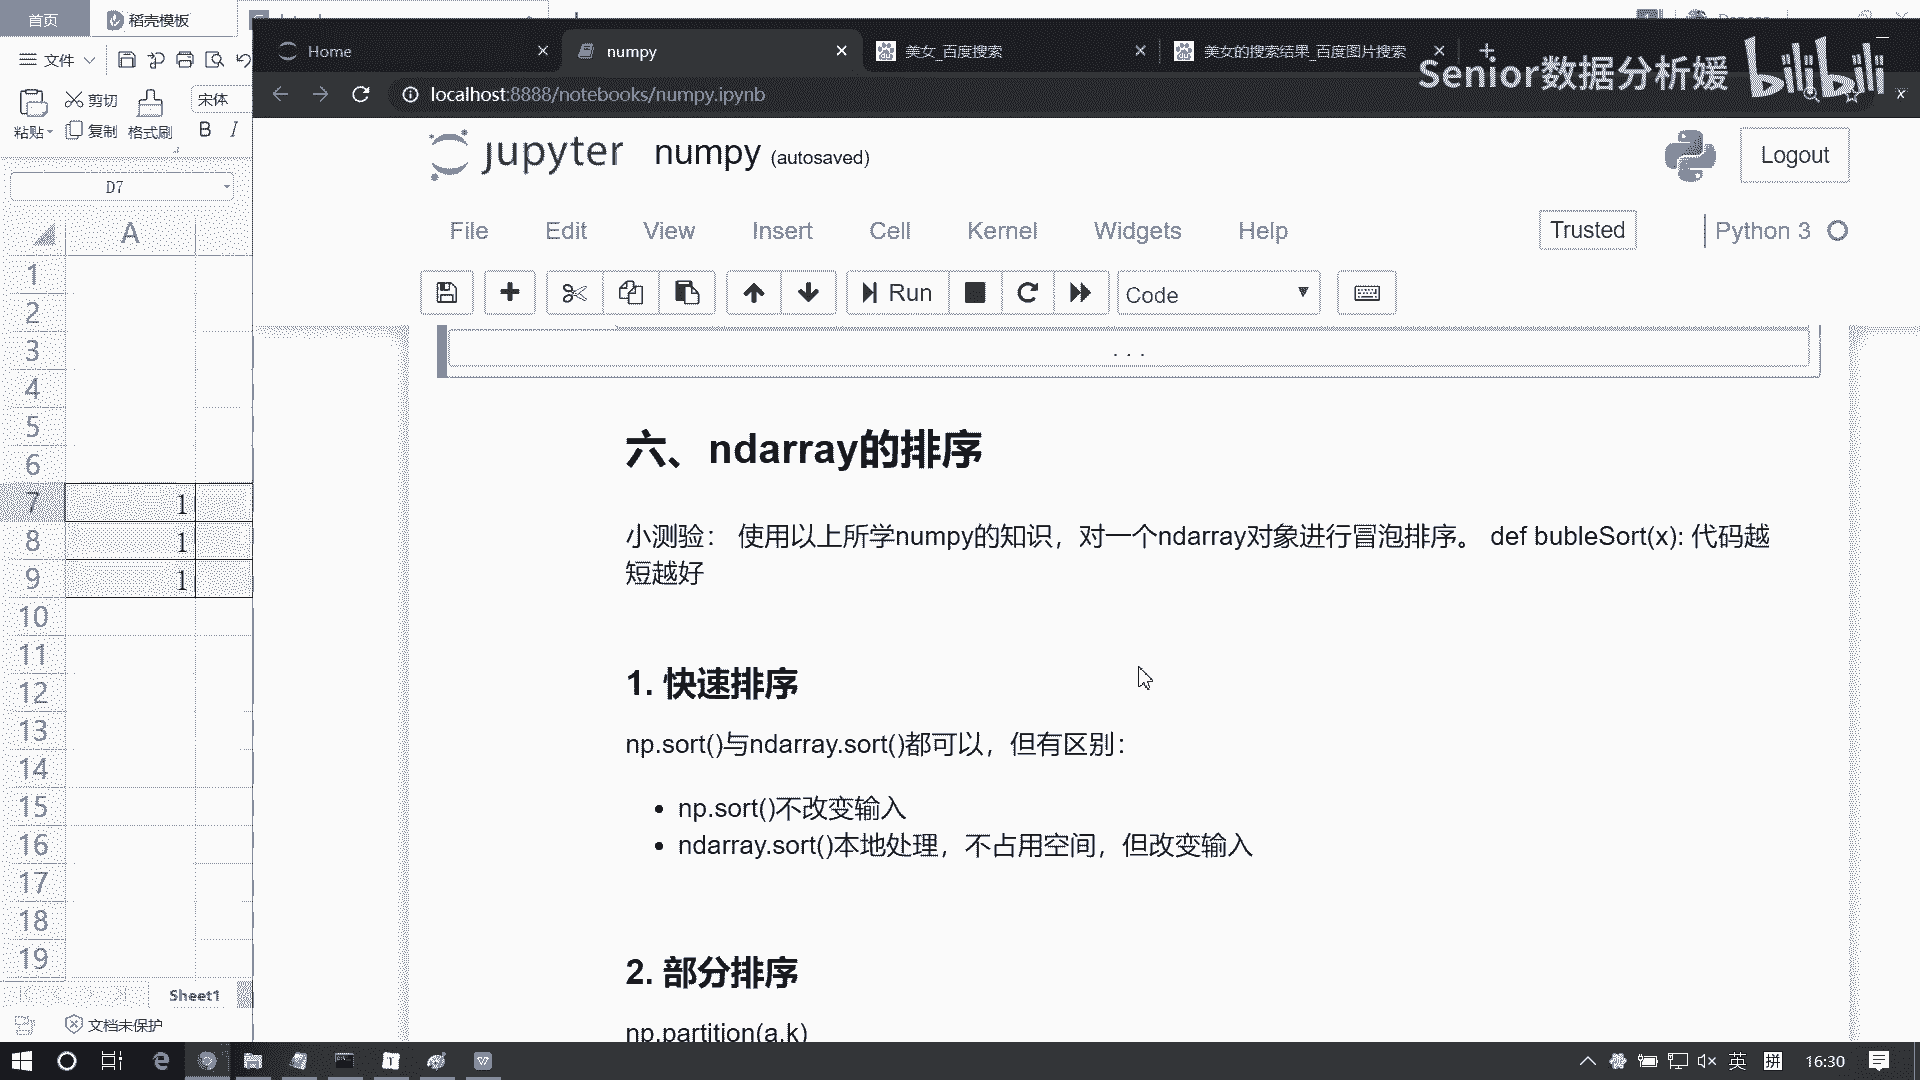 首页
稻壳模板
Home
numpy
美女_百度搜索
美女的搜索结果_百度图片搜索
Senior数据分析媛 bilibili
文件
localhost:8888/notebooks/numpy.ipynb
剪切
宋体
粘贴
复制
格式刷
B I
jupyter numpy (autosaved)
Logout
D7
File Edit View Insert Cell Kernel Widgets Help
Trusted
Python 3
A
Run
Code
1
2
3
4
5
6
7 1
8 1
9 1
10
11
12
13
14
15
16
17
18
19
...
六、ndarray的排序
小测验： 使用以上所学numpy的知识，对一个ndarray对象进行冒泡排序。 def bubleSort(x): 代码越
短越好
1. 快速排序
np.sort()与ndarray.sort()都可以，但有区别：
• np.sort()不改变输入
• ndarray.sort()本地处理，不占用空间，但改变输入
2. 部分排序
np.partition(a,k)
Sheet1
文档未保护
英
拼
16:30